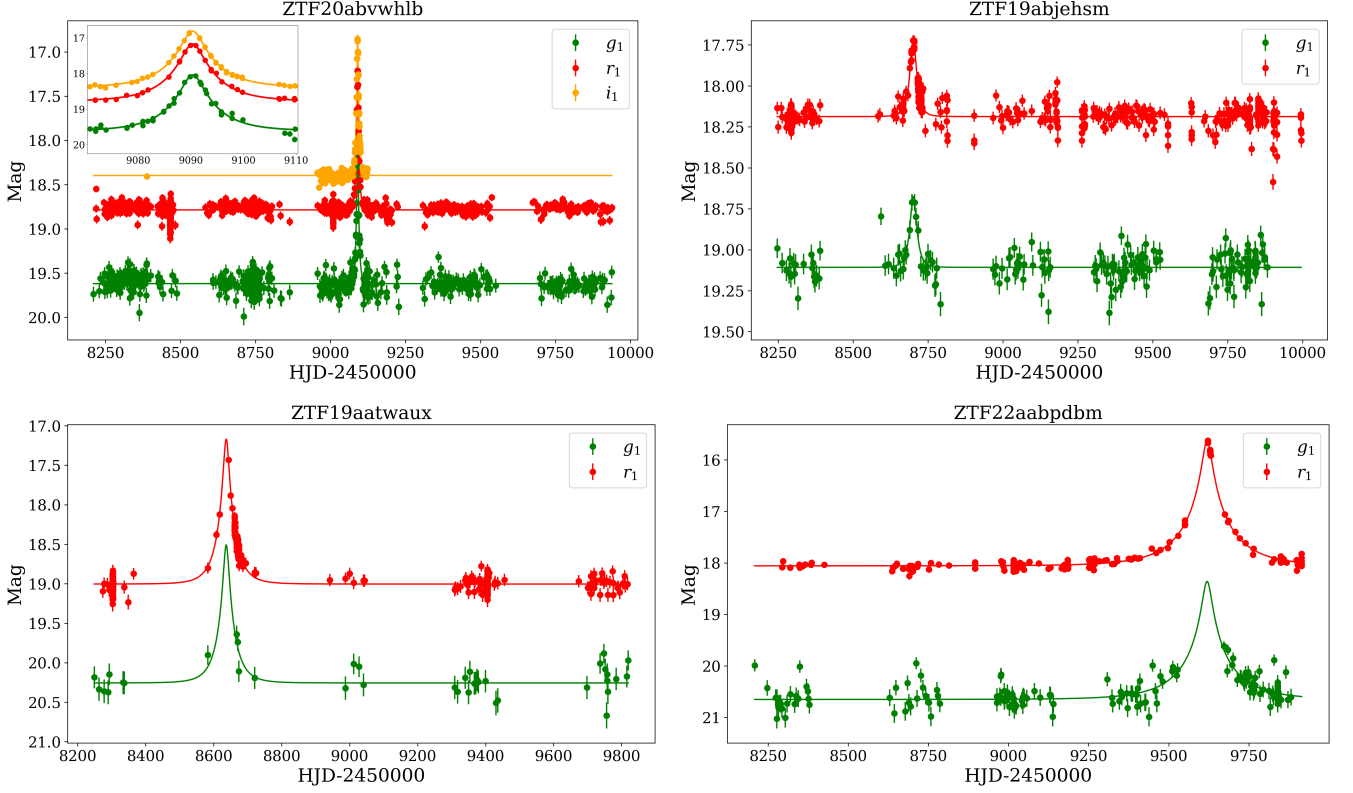 ZTF20abvwhlb
17.0
17.5
18.0
18.5
19.0
19.5
20.0
Mag
17
18
19
20
9080 9090 9100 9110
g₁
r₁
i₁
8250 8500 8750 9000 9250 9500 9750 10000
HJD-2450000
ZTF19abjehsm
17.75
18.00
18.25
18.50
18.75
19.00
19.25
19.50
Mag
g₁
r₁
8250 8500 8750 9000 9250 9500 9750 10000
HJD-2450000
ZTF19aatwaux
17.0
17.5
18.0
18.5
19.0
19.5
20.0
20.5
21.0
Mag
g₁
r₁
8200 8400 8600 8800 9000 9200 9400 9600 9800
HJD-2450000
ZTF22aabpdbm
16
17
18
19
20
21
Mag
g₁
r₁
8250 8500 8750 9000 9250 9500 9750
HJD-2450000